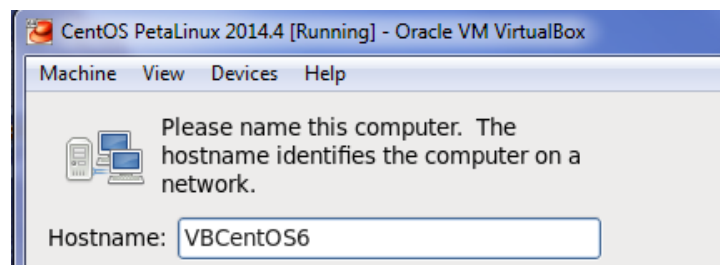 CentOS PetaLinux 2014.4 [Running] - Oracle VM VirtualBox
Machine View Devices Help
Please name this computer. The
hostname identifies the computer on a
network.
Hostname: VBCentOS6